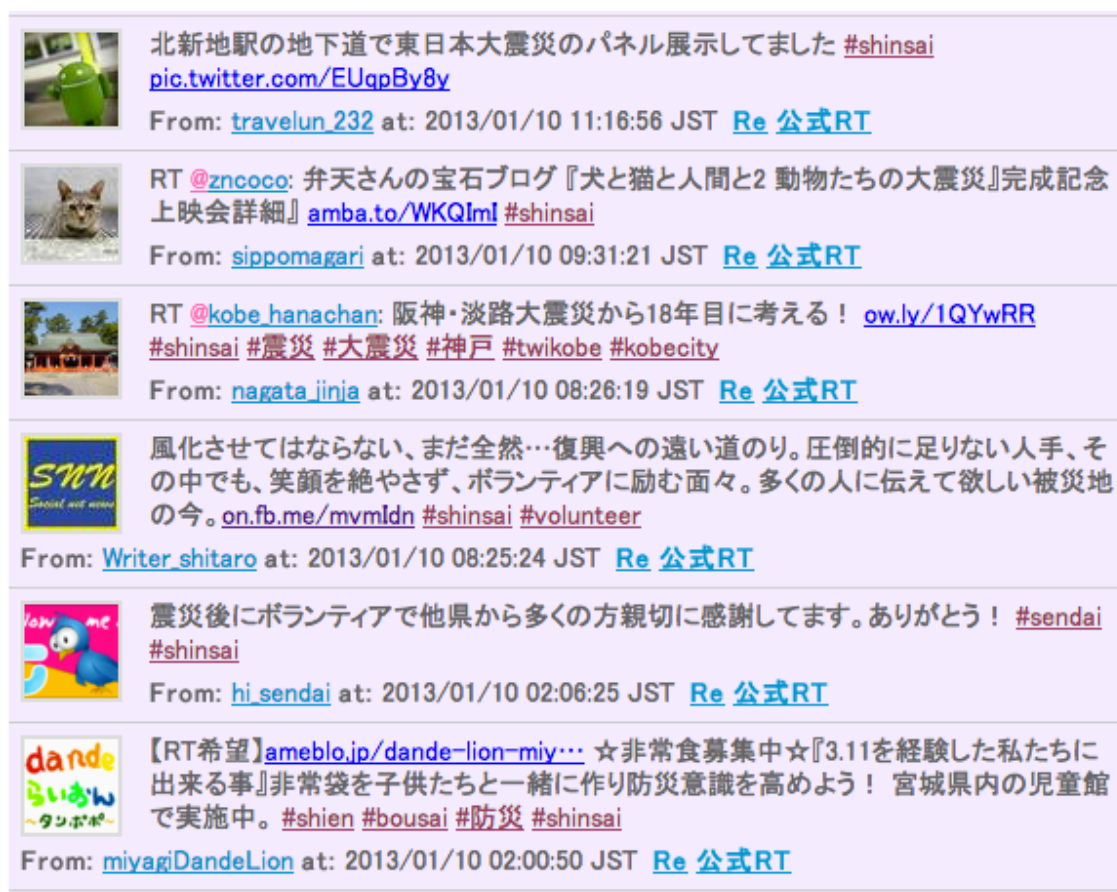 北新地駅の地下道で東日本大震災のパネル展示してました #shinsai
pic.twitter.com/EUqpBy8y
From: travelun_232 at: 2013/01/10 11:16:56 JST Re 公式RT
RT @zncoco: 弁天さんの宝石ブログ『犬と猫と人間と2 動物たちの大震災』完成記念
上映会詳細』 amba.to/WKQImI #shinsai
From: sippomagari at: 2013/01/10 09:31:21 JST Re 公式RT
RT @kobe_hanachan: 阪神・淡路大震災から18年目に考える！ ow.ly/1QYwRR
#shinsai #震災 #大震災 #神戸 #twikobe #kobecity
From: nagata_jinja at: 2013/01/10 08:26:19 JST Re 公式RT
SNN
Social net news
風化させてはならない、まだ全然…復興への遠い道のり。圧倒的に足りない人手、そ
の中でも、笑顔を絶やさず、ボランティアに励む面々。多くの人に伝えて欲しい被災地
の今。on.fb.me/mvmIdn #shinsai #volunteer
From: Writer_shitaro at: 2013/01/10 08:25:24 JST Re 公式RT
low me
震災後にボランティアで他県から多くの方親切に感謝してます。ありがとう！ #sendai
#shinsai
From: hi_sendai at: 2013/01/10 02:06:25 JST Re 公式RT
dande
らいおん
~タンポポ~
【RT希望】ameblo.jp/dande-lion-miy… ☆非常食募集中☆『3.11を経験した私たちに
出来る事』非常袋を子供たちと一緒に作り防災意識を高めよう！ 宮城県内の児童館
で実施中。 #shien #bousai #防災 #shinsai
From: miyagiDandeLion at: 2013/01/10 02:00:50 JST Re 公式RT